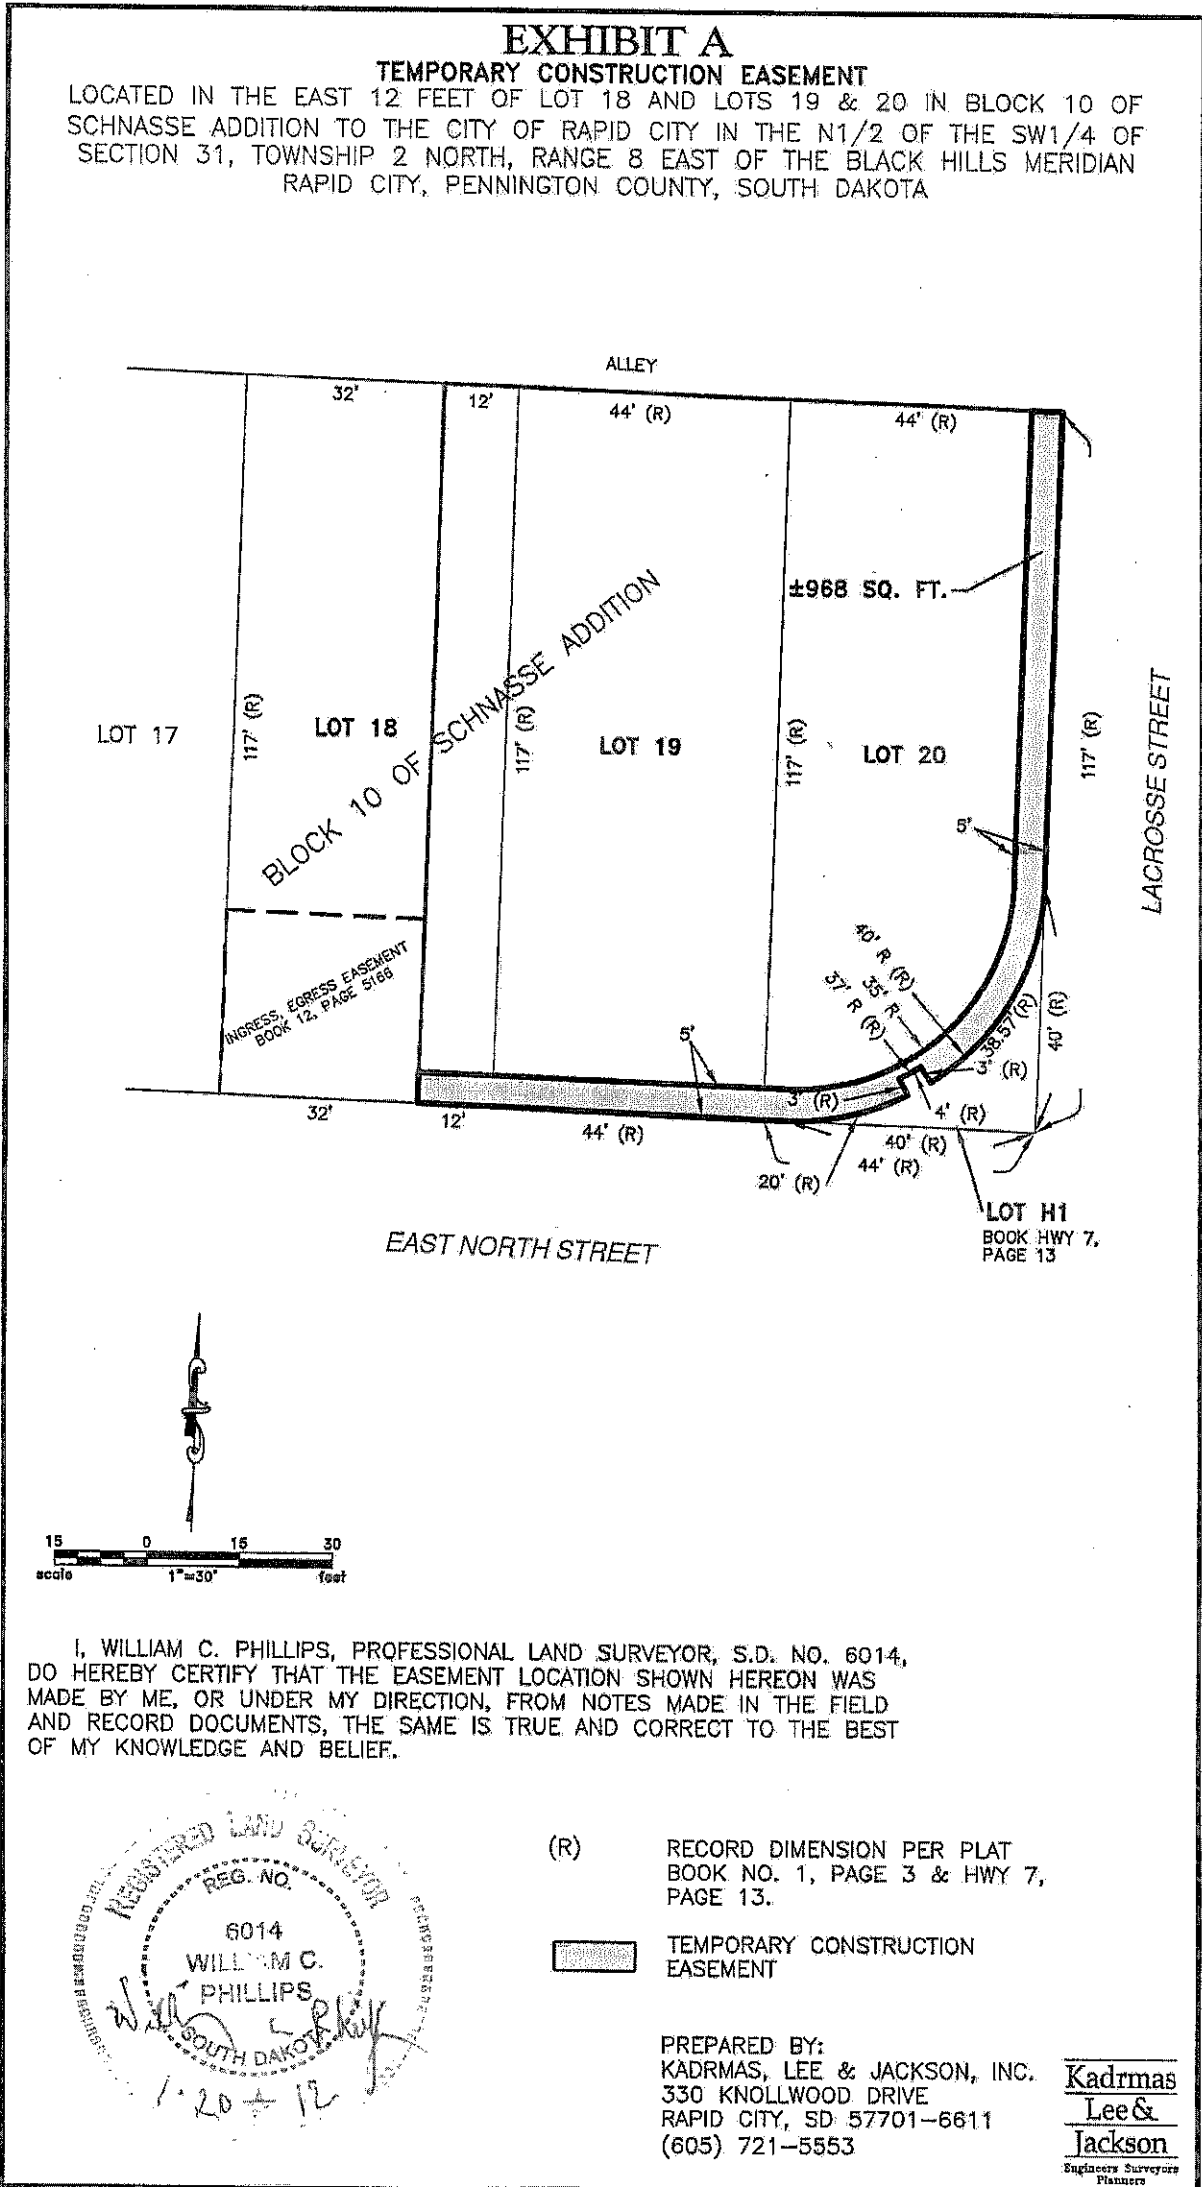 EXHIBIT A
TEMPORARY CONSTRUCTION EASEMENT
LOCATED IN THE EAST 12 FEET OF LOT 18 AND LOTS 19 & 20 IN BLOCK 10 OF
SCHNASSE ADDITION TO THE CITY OF RAPID CITY IN THE N1/2 OF THE SW1/4 OF
SECTION 31, TOWNSHIP 2 NORTH, RANGE 8 EAST OF THE BLACK HILLS MERIDIAN
RAPID CITY, PENNINGTON COUNTY, SOUTH DAKOTA
ALLEY
32'
12'
44' (R)
44' (R)
±968 SQ. FT.
BLOCK 10 OF SCHNASSE ADDITION
LOT 17
117' (R)
LOT 18
117' (R)
LOT 19
117' (R)
LOT 20
117' (R)
LACROSSE STREET
5'
40' R (R)
35' R
37' R (R)
38.57'(R)
40' (R)
INGRESS, EGRESS EASEMENT
BOOK 12, PAGE 5166
5'
3' (R)
3' (R)
4' (R)
32'
12'
44' (R)
40' (R)
44' (R)
20' (R)
LOT H1
BOOK HWY 7,
PAGE 13
EAST NORTH STREET
15 0 15 30
scale 1"=30' feet
I, WILLIAM C. PHILLIPS, PROFESSIONAL LAND SURVEYOR, S.D. NO. 6014,
DO HEREBY CERTIFY THAT THE EASEMENT LOCATION SHOWN HEREON WAS
MADE BY ME, OR UNDER MY DIRECTION, FROM NOTES MADE IN THE FIELD
AND RECORD DOCUMENTS, THE SAME IS TRUE AND CORRECT TO THE BEST
OF MY KNOWLEDGE AND BELIEF.
REGISTERED LAND SURVEYOR
REG. NO.
6014
WILLIAM C.
PHILLIPS
SOUTH DAKOTA
(R) RECORD DIMENSION PER PLAT
BOOK NO. 1, PAGE 3 & HWY 7,
PAGE 13.
TEMPORARY CONSTRUCTION
EASEMENT
PREPARED BY:
KADRMAS, LEE & JACKSON, INC.
330 KNOLLWOOD DRIVE
RAPID CITY, SD 57701-6611
(605) 721-5553
Kadrmas
Lee &
Jackson
Engineers Surveyors
Planners